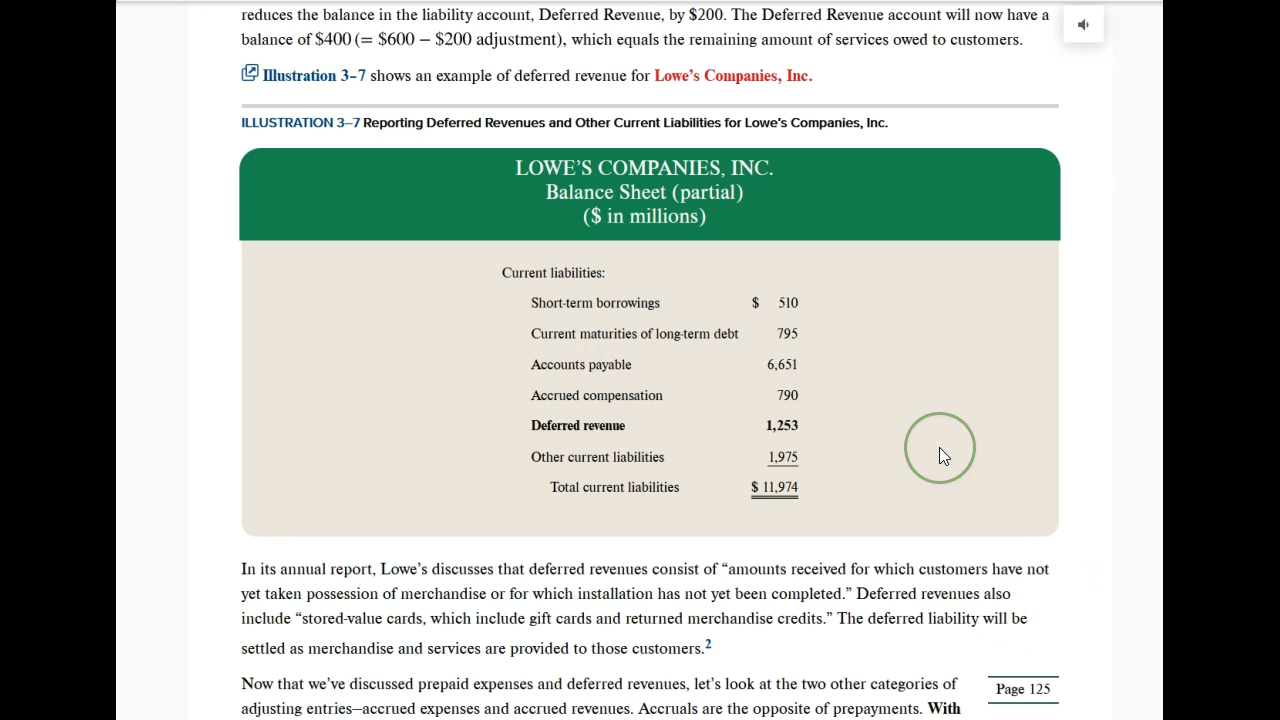 reduces the balance in the liability account, Deferred Revenue, by $200. The Deferred Revenue account will now have a
balance of $400 (= $600 − $200 adjustment), which equals the remaining amount of services owed to customers.
Illustration 3-7 shows an example of deferred revenue for Lowe's Companies, Inc.
ILLUSTRATION 3–7 Reporting Deferred Revenues and Other Current Liabilities for Lowe's Companies, Inc.
LOWE'S COMPANIES, INC.
Balance Sheet (partial)
($ in millions)
Current liabilities:
Short-term borrowings $ 510
Current maturities of long-term debt 795
Accounts payable 6,651
Accrued compensation 790
Deferred revenue 1,253
Other current liabilities 1,975
Total current liabilities $ 11,974
In its annual report, Lowe's discusses that deferred revenues consist of “amounts received for which customers have not
yet taken possession of merchandise or for which installation has not yet been completed.” Deferred revenues also
include “stored-value cards, which include gift cards and returned merchandise credits.” The deferred liability will be
settled as merchandise and services are provided to those customers.2
Now that we've discussed prepaid expenses and deferred revenues, let's look at the two other categories of
Page 125
adjusting entries—accrued expenses and accrued revenues. Accruals are the opposite of prepayments. With